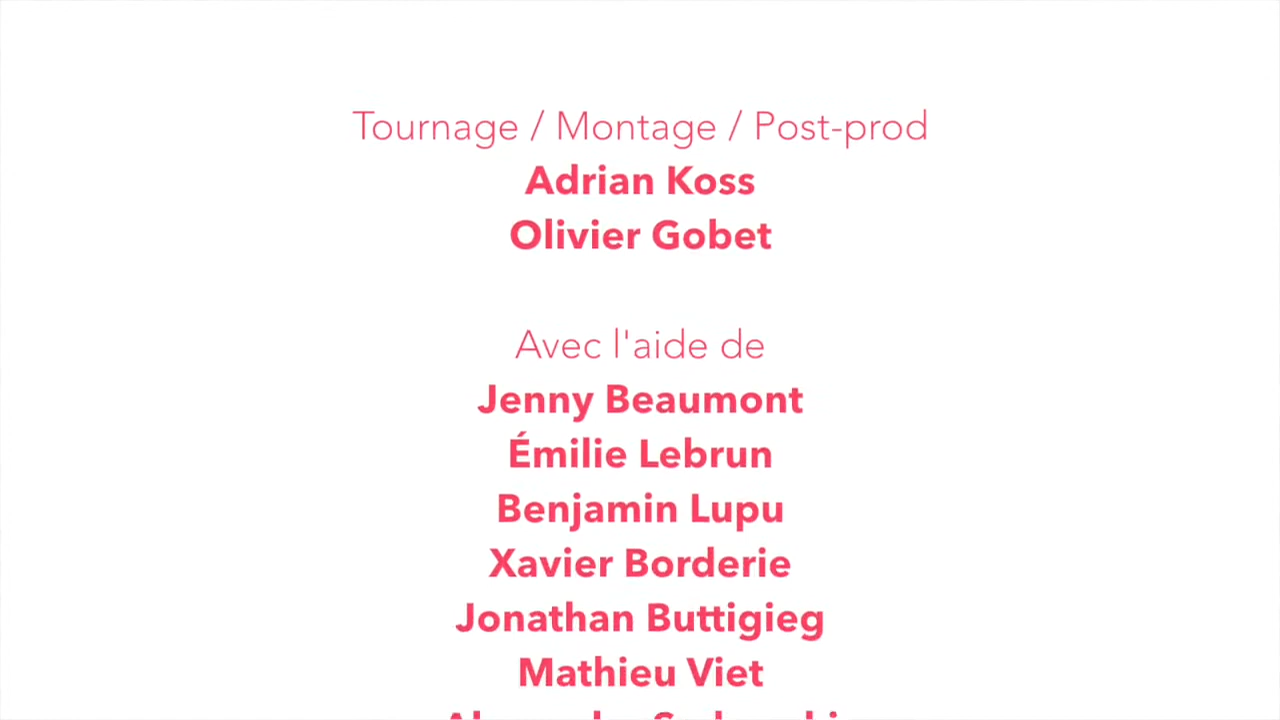 Tournage / Montage / Post-prod
Adrian Koss
Olivier Gobet
Avec l'aide de
Jenny Beaumont
Émilie Lebrun
Benjamin Lupu
Xavier Borderie
Jonathan Buttigieg
Mathieu Viet